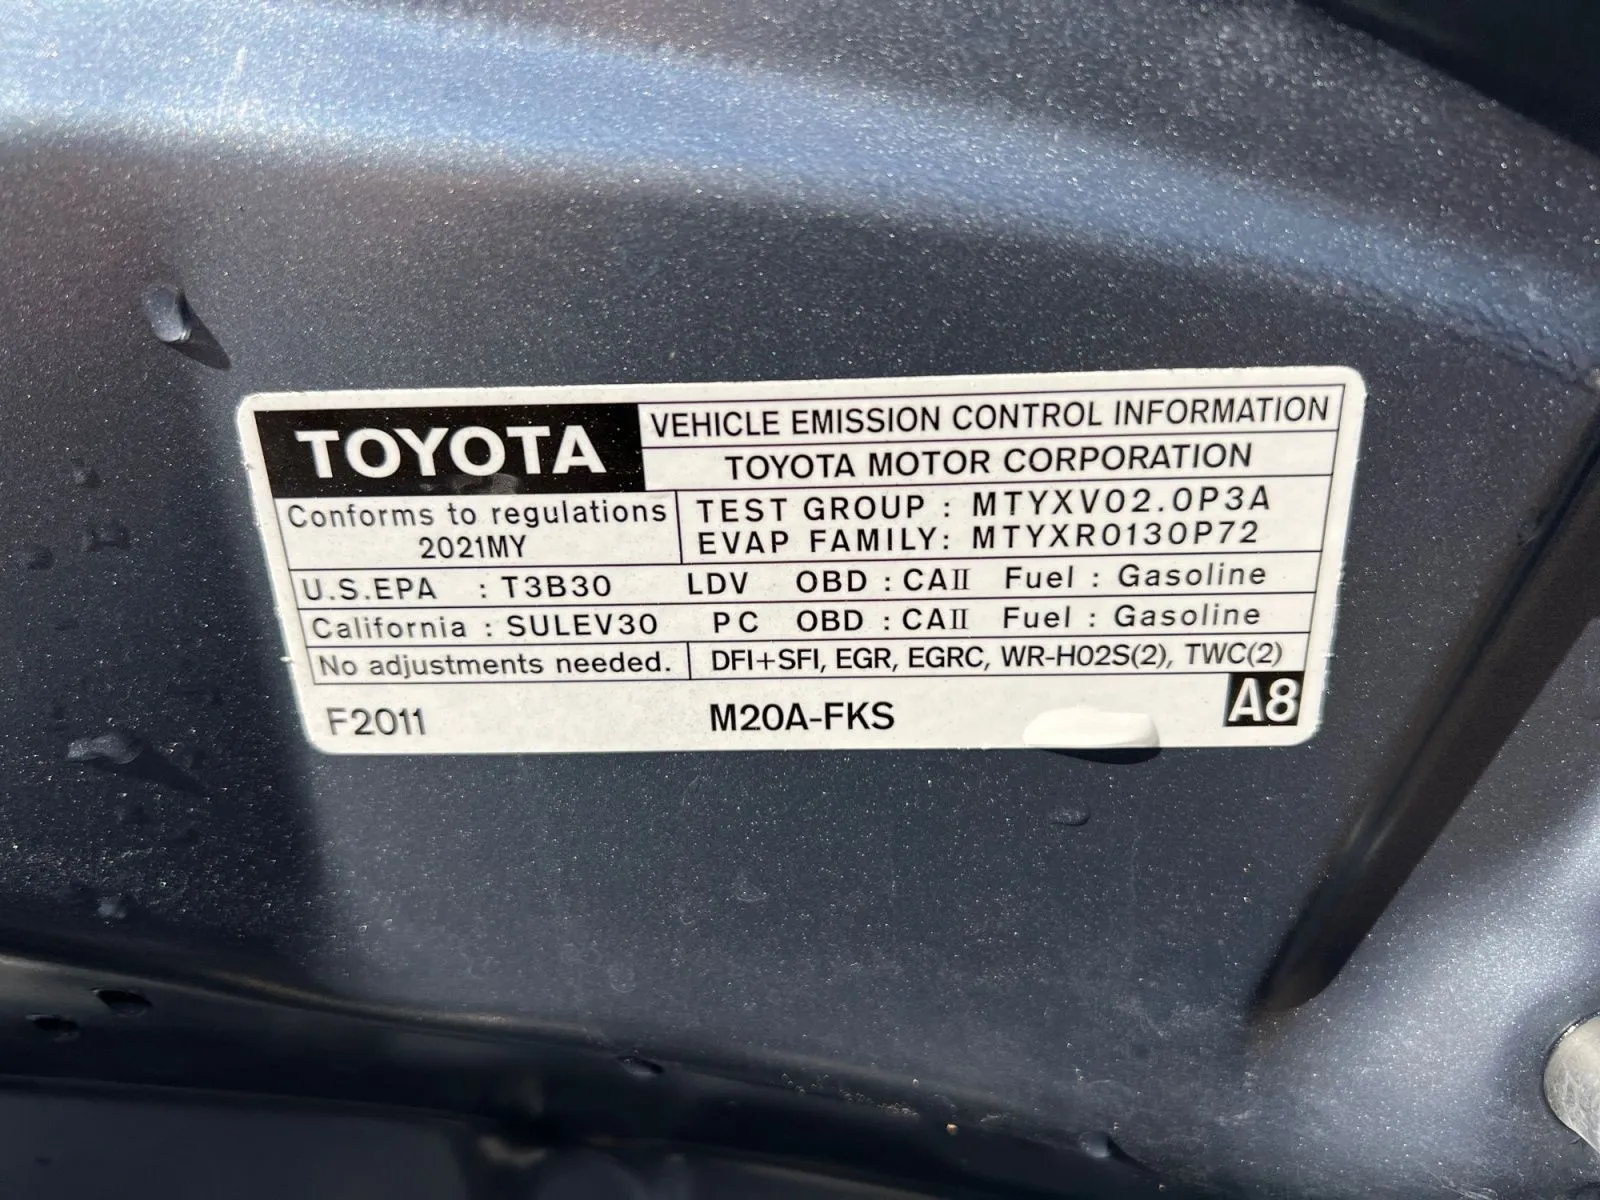 TOYOTA
VEHICLE EMISSION CONTROL INFORMATION
TOYOTA MOTOR CORPORATION
Conforms to regulations
2021MY
TEST GROUP : MTYXV02.0P3A
EVAP FAMILY: MTYXR0130P72
U.S.EPA : T3B30 LDV OBD : CAII Fuel : Gasoline
California : SULEV30 PC OBD : CAII Fuel : Gasoline
No adjustments needed. DFI+SFI, EGR, EGRC, WR-HO2S(2), TWC(2)
F2011 M20A-FKS A8